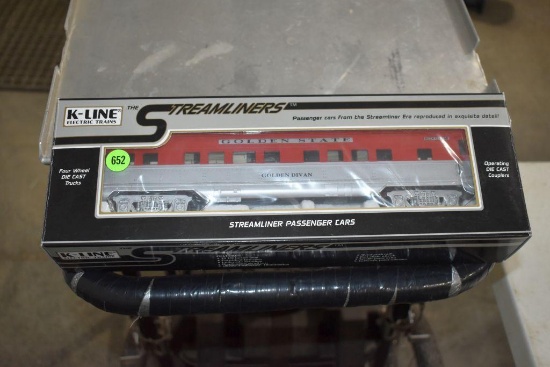 K-LINE
ELECTRIC TRAINS
THE STREAMLINERS™
Passenger cars from the Streamliner Era reproduced in exquisite detail!
652
GOLDEN STATE
GOLDEN DIVAN
Four Wheel
DIE CAST
Trucks
Operating
DIE CAST
Couplers
STREAMLINER PASSENGER CARS
K-LINE
STREAMLINERS